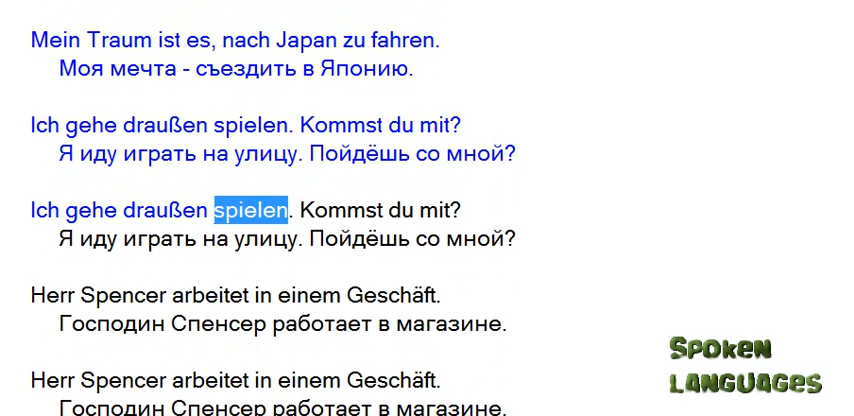 Mein Traum ist es, nach Japan zu fahren.
Моя мечта - съездить в Японию.
Ich gehe draußen spielen. Kommst du mit?
Я иду играть на улицу. Пойдёшь со мной?
Ich gehe draußen spielen. Kommst du mit?
Я иду играть на улицу. Пойдёшь со мной?
Herr Spencer arbeitet in einem Geschäft.
Господин Спенсер работает в магазине.
Herr Spencer arbeitet in einem Geschäft.
Господин Спенсер работает в магазине.
Spoken
Languages